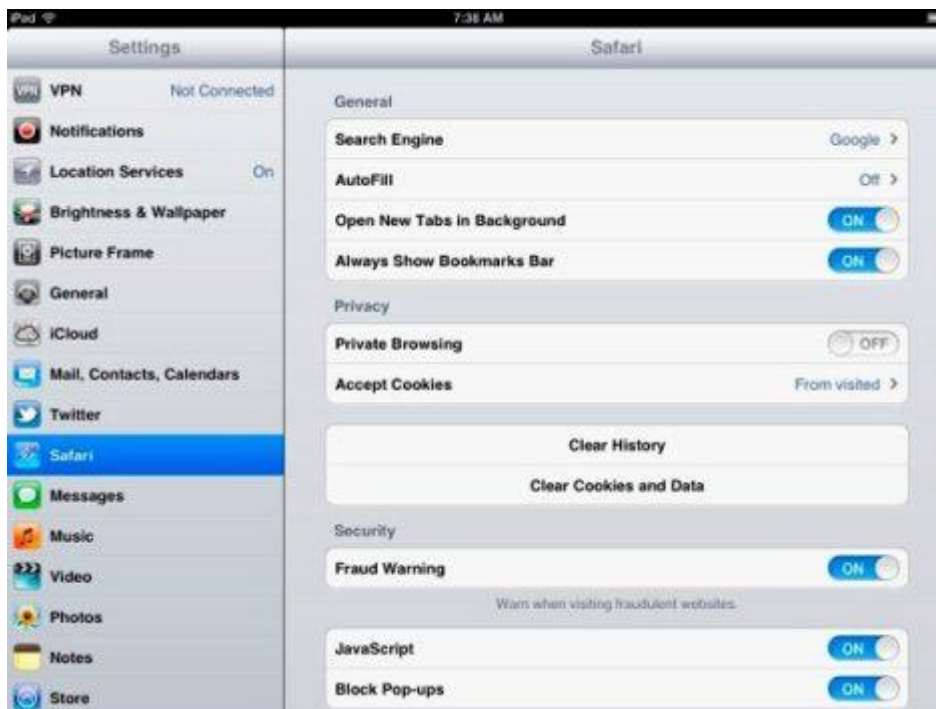 iPad 7:38 AM
Settings
Safari
VPN Not Connected
Notifications
Location Services On
Brightness & Wallpaper
Picture Frame
General
iCloud
Mail, Contacts, Calendars
Twitter
Safari
Messages
Music
Video
Photos
Notes
Store
General
Search Engine Google
AutoFill Off
Open New Tabs in Background ON
Always Show Bookmarks Bar ON
Privacy
Private Browsing OFF
Accept Cookies From visited
Clear History
Clear Cookies and Data
Security
Fraud Warning ON
Warn when visiting fraudulent websites.
JavaScript ON
Block Pop-ups ON